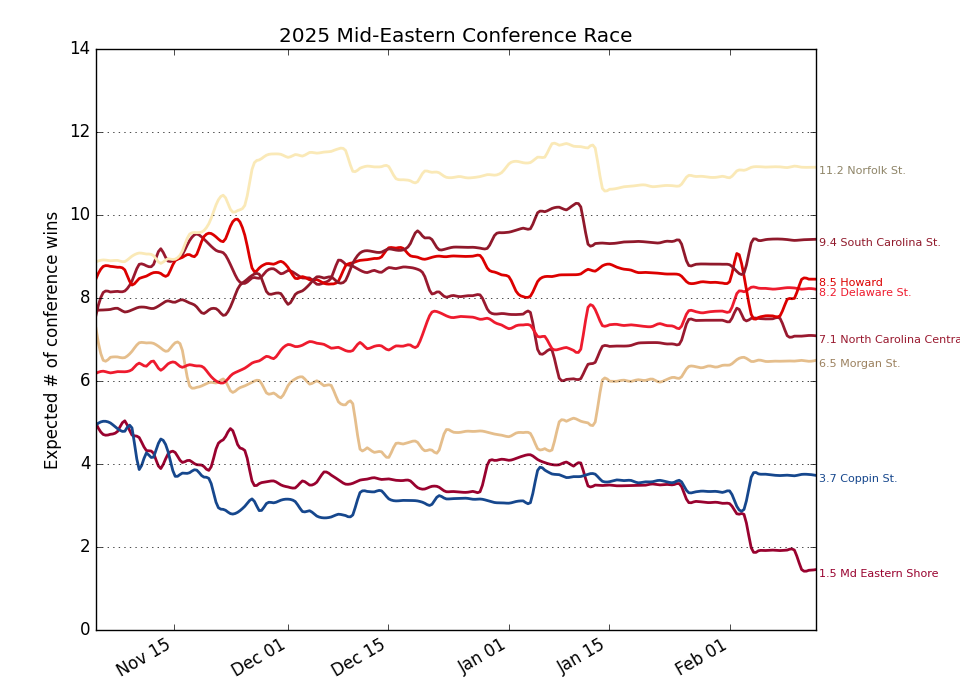 2025 Mid-Eastern Conference Race
Expected # of conference wins
14
12
10
8
6
4
2
0
Nov 15
Dec 01
Dec 15
Jan 01
Jan 15
Feb 01
11.2 Norfolk St.
9.4 South Carolina St.
8.5 Howard
8.2 Delaware St.
7.1 North Carolina Centra
6.5 Morgan St.
3.7 Coppin St.
1.5 Md Eastern Shore